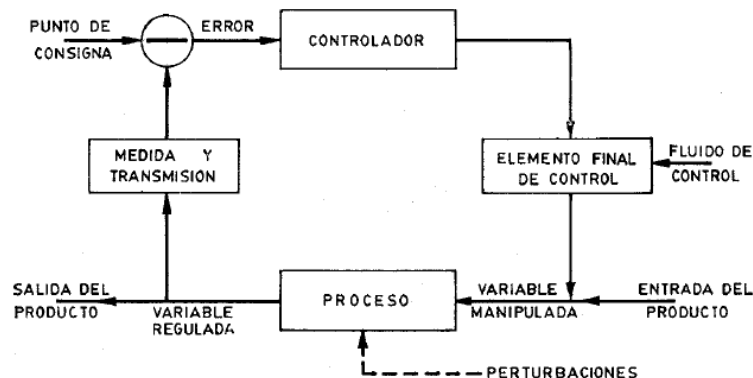 PUNTO DE
CONSIGNA
ERROR
CONTROLADOR
MEDIDA Y
TRANSMISION
ELEMENTO FINAL
DE CONTROL
FLUIDO DE
CONTROL
SALIDA DEL
PRODUCTO
VARIABLE
REGULADA
PROCESO
VARIABLE
MANIPULADA
ENTRADA DEL
PRODUCTO
PERTURBACIONES